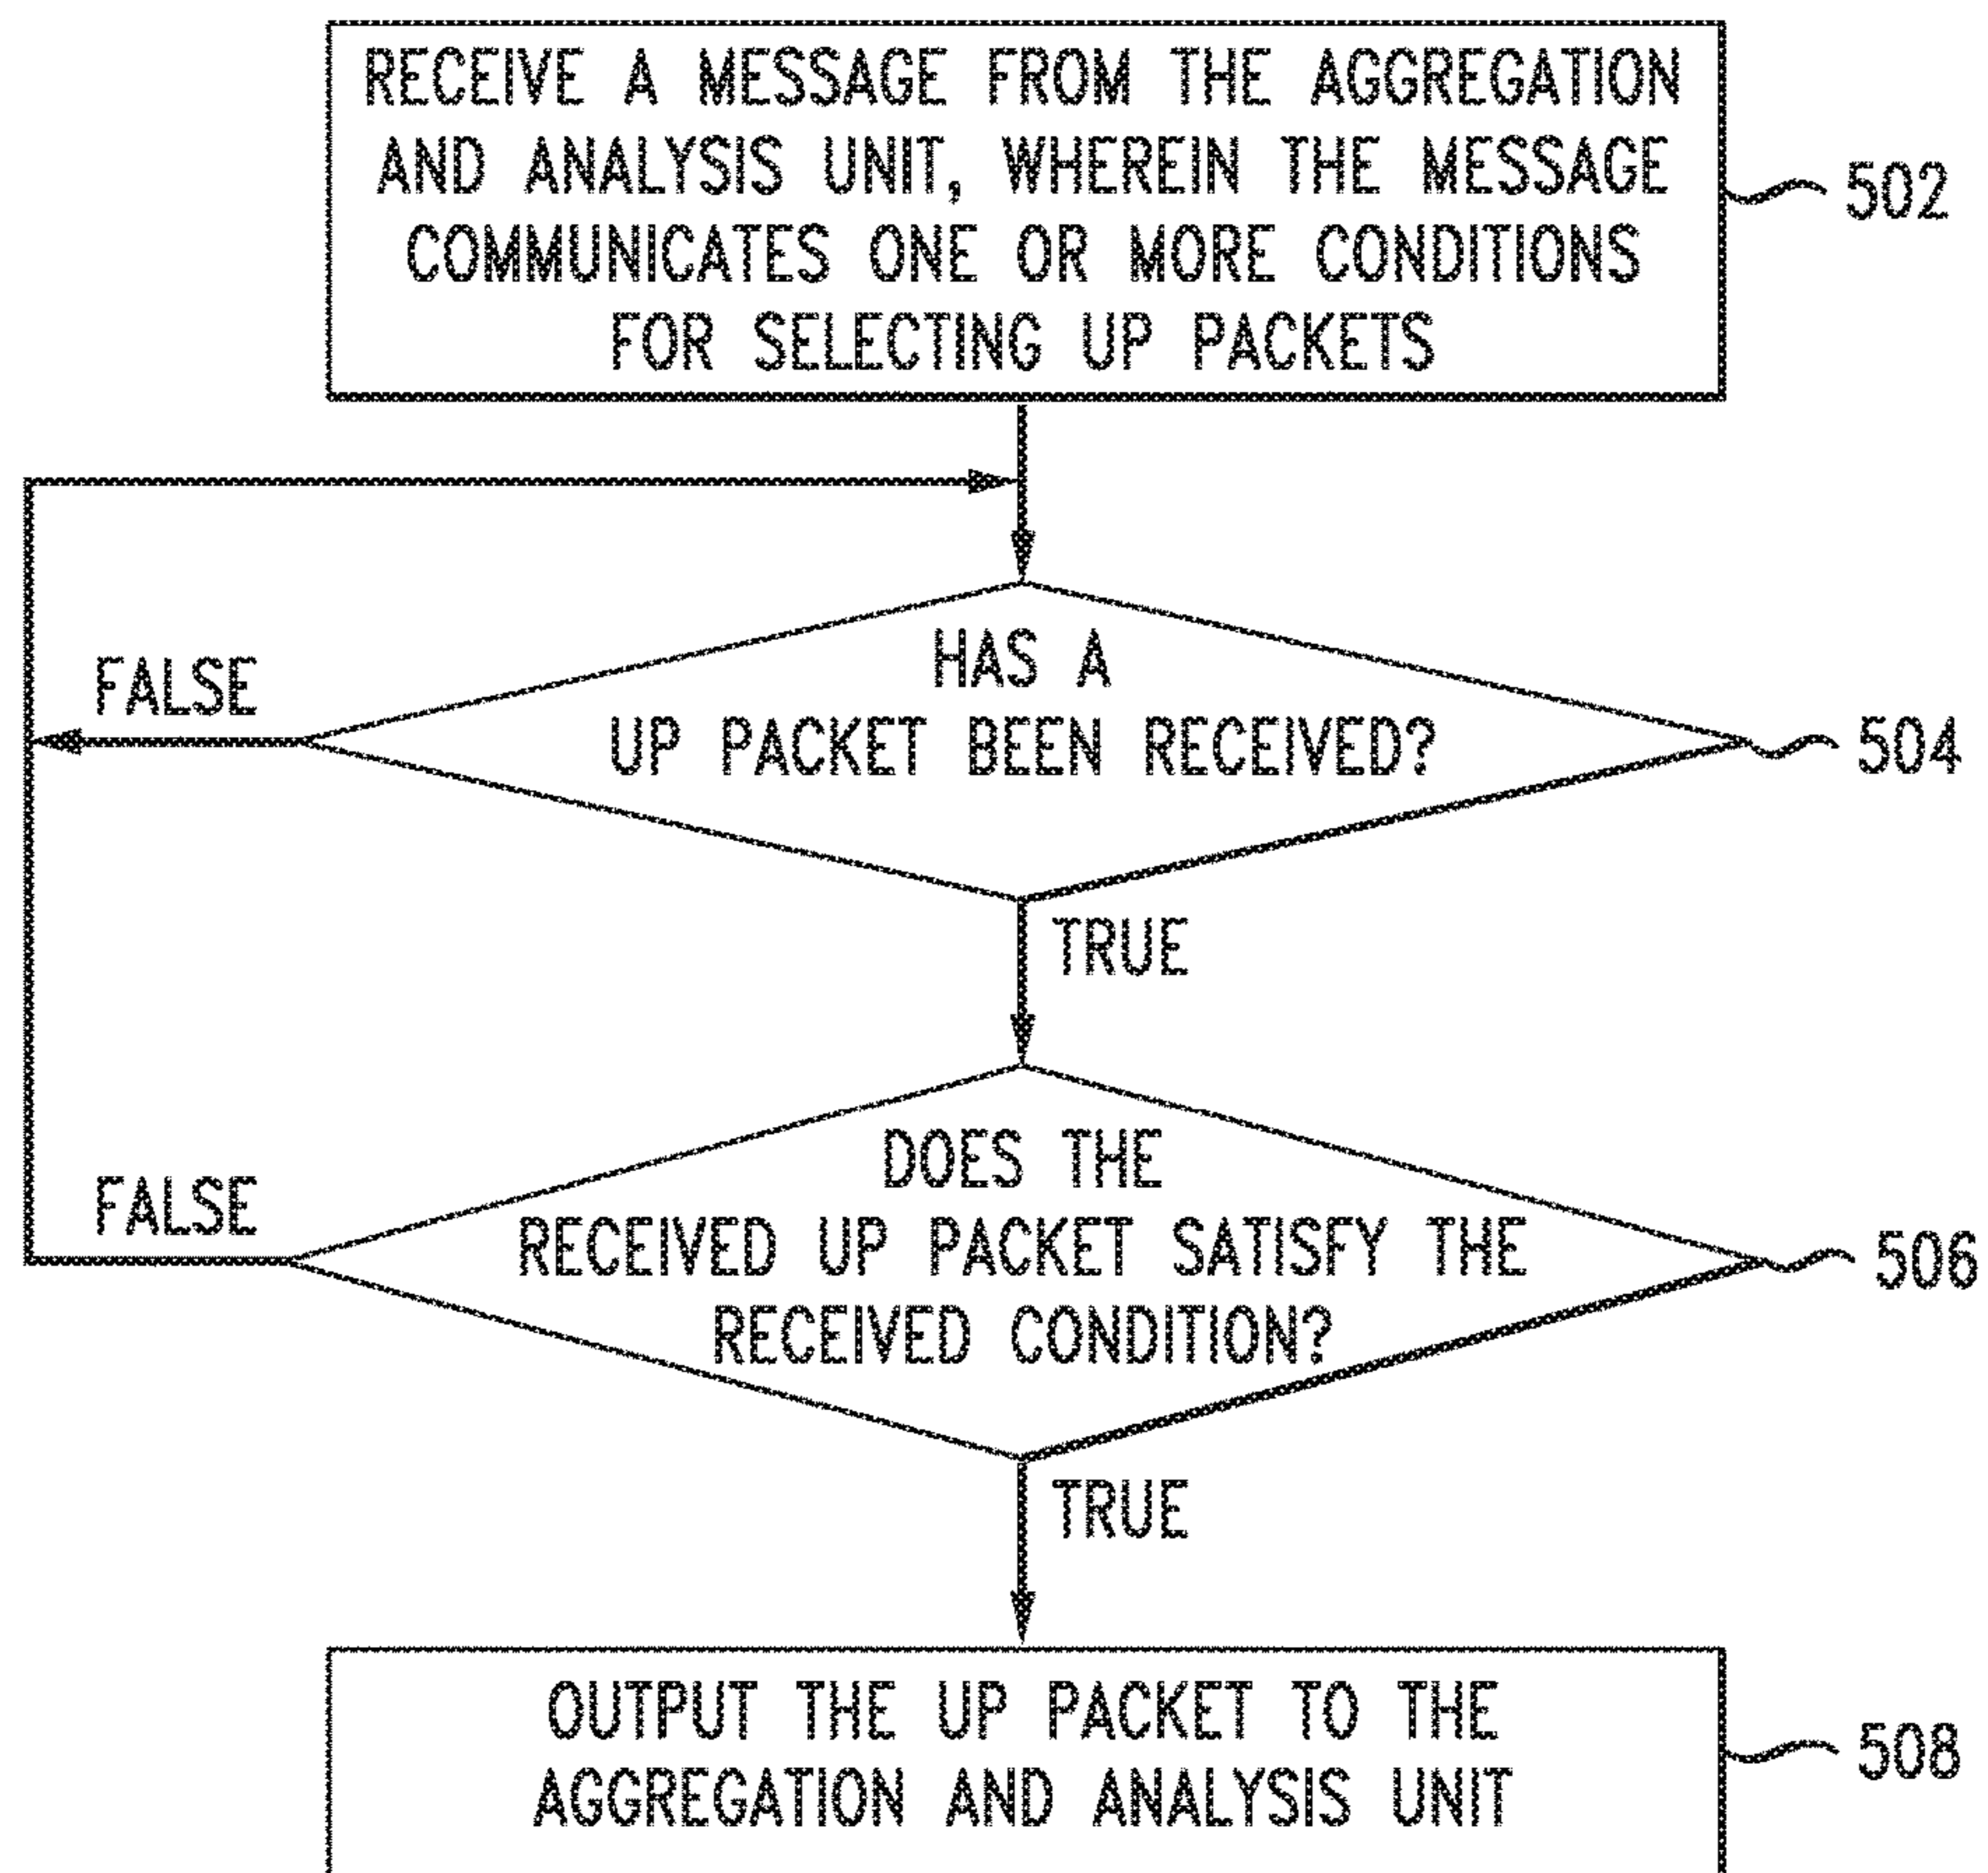 RECEIVE A MESSAGE FROM THE AGGREGATION
AND ANALYSIS UNIT, WHEREIN THE MESSAGE
COMMUNICATES ONE OR MORE CONDITIONS
FOR SELECTING UP PACKETS
502
HAS A
UP PACKET BEEN RECEIVED?
FALSE
504
TRUE
DOES THE
RECEIVED UP PACKET SATISFY THE
RECEIVED CONDITION?
FALSE
506
TRUE
OUTPUT THE UP PACKET TO THE
AGGREGATION AND ANALYSIS UNIT
508